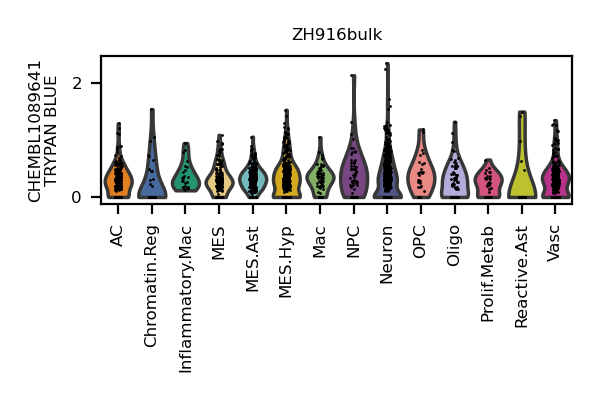 ZH916bulk
CHEMBL1089641
TRYPAN BLUE
2
0
AC
Chromatin.Reg
Inflammatory.Mac
MES
MES.Ast
MES.Hyp
Mac
NPC
Neuron
OPC
Oligo
Prolif.Metab
Reactive.Ast
Vasc